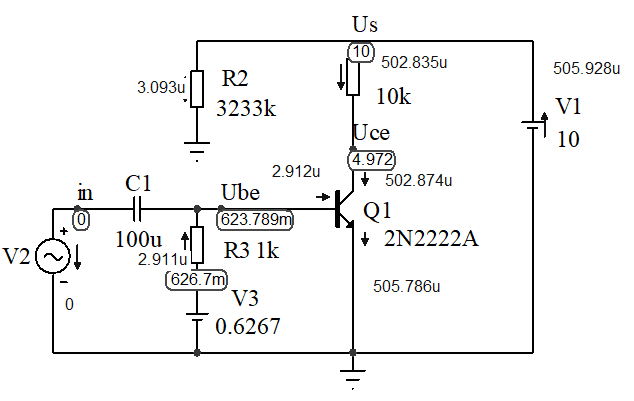 Us
10
502.835u
505.928u
3.093u
R2
3233k
10k
V1
10
Uce
4.972
2.912u
502.874u
in
C1
Ube
0
623.789m
Q1
2N2222A
100u
V2
+
-
R3 1k
2.911u
626.7m
505.786u
0
V3
0.6267